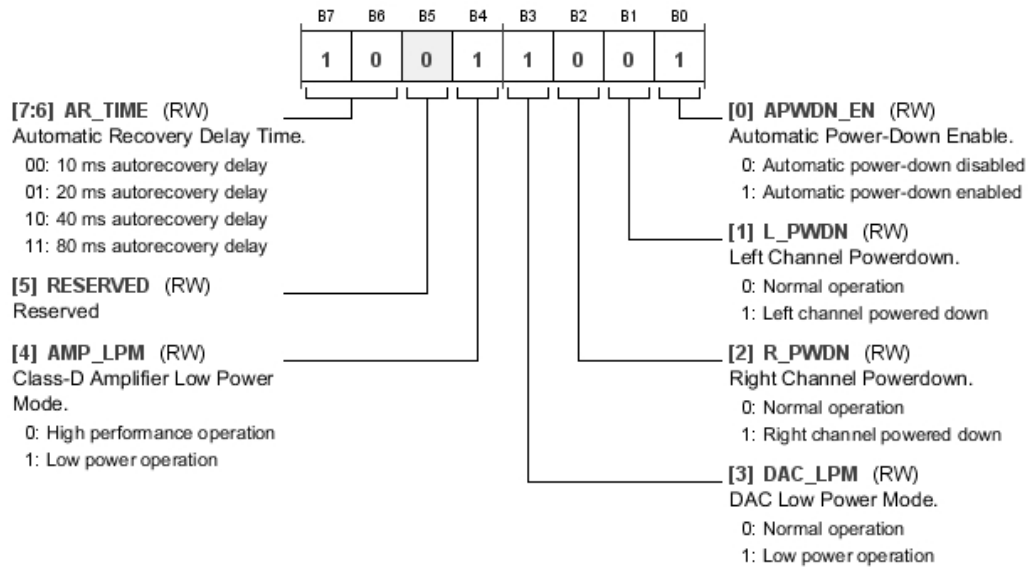 B7 B6 B5 B4 B3 B2 B1 B0
1 0 0 1 1 0 0 1
[7:6] AR_TIME (RW)
Automatic Recovery Delay Time.
00: 10 ms autorecovery delay
01: 20 ms autorecovery delay
10: 40 ms autorecovery delay
11: 80 ms autorecovery delay
[5] RESERVED (RW)
Reserved
[4] AMP_LPM (RW)
Class-D Amplifier Low Power
Mode.
0: High performance operation
1: Low power operation
[0] APWDN_EN (RW)
Automatic Power-Down Enable.
0: Automatic power-down disabled
1: Automatic power-down enabled
[1] L_PWDN (RW)
Left Channel Powerdown.
0: Normal operation
1: Left channel powered down
[2] R_PWDN (RW)
Right Channel Powerdown.
0: Normal operation
1: Right channel powered down
[3] DAC_LPM (RW)
DAC Low Power Mode.
0: Normal operation
1: Low power operation